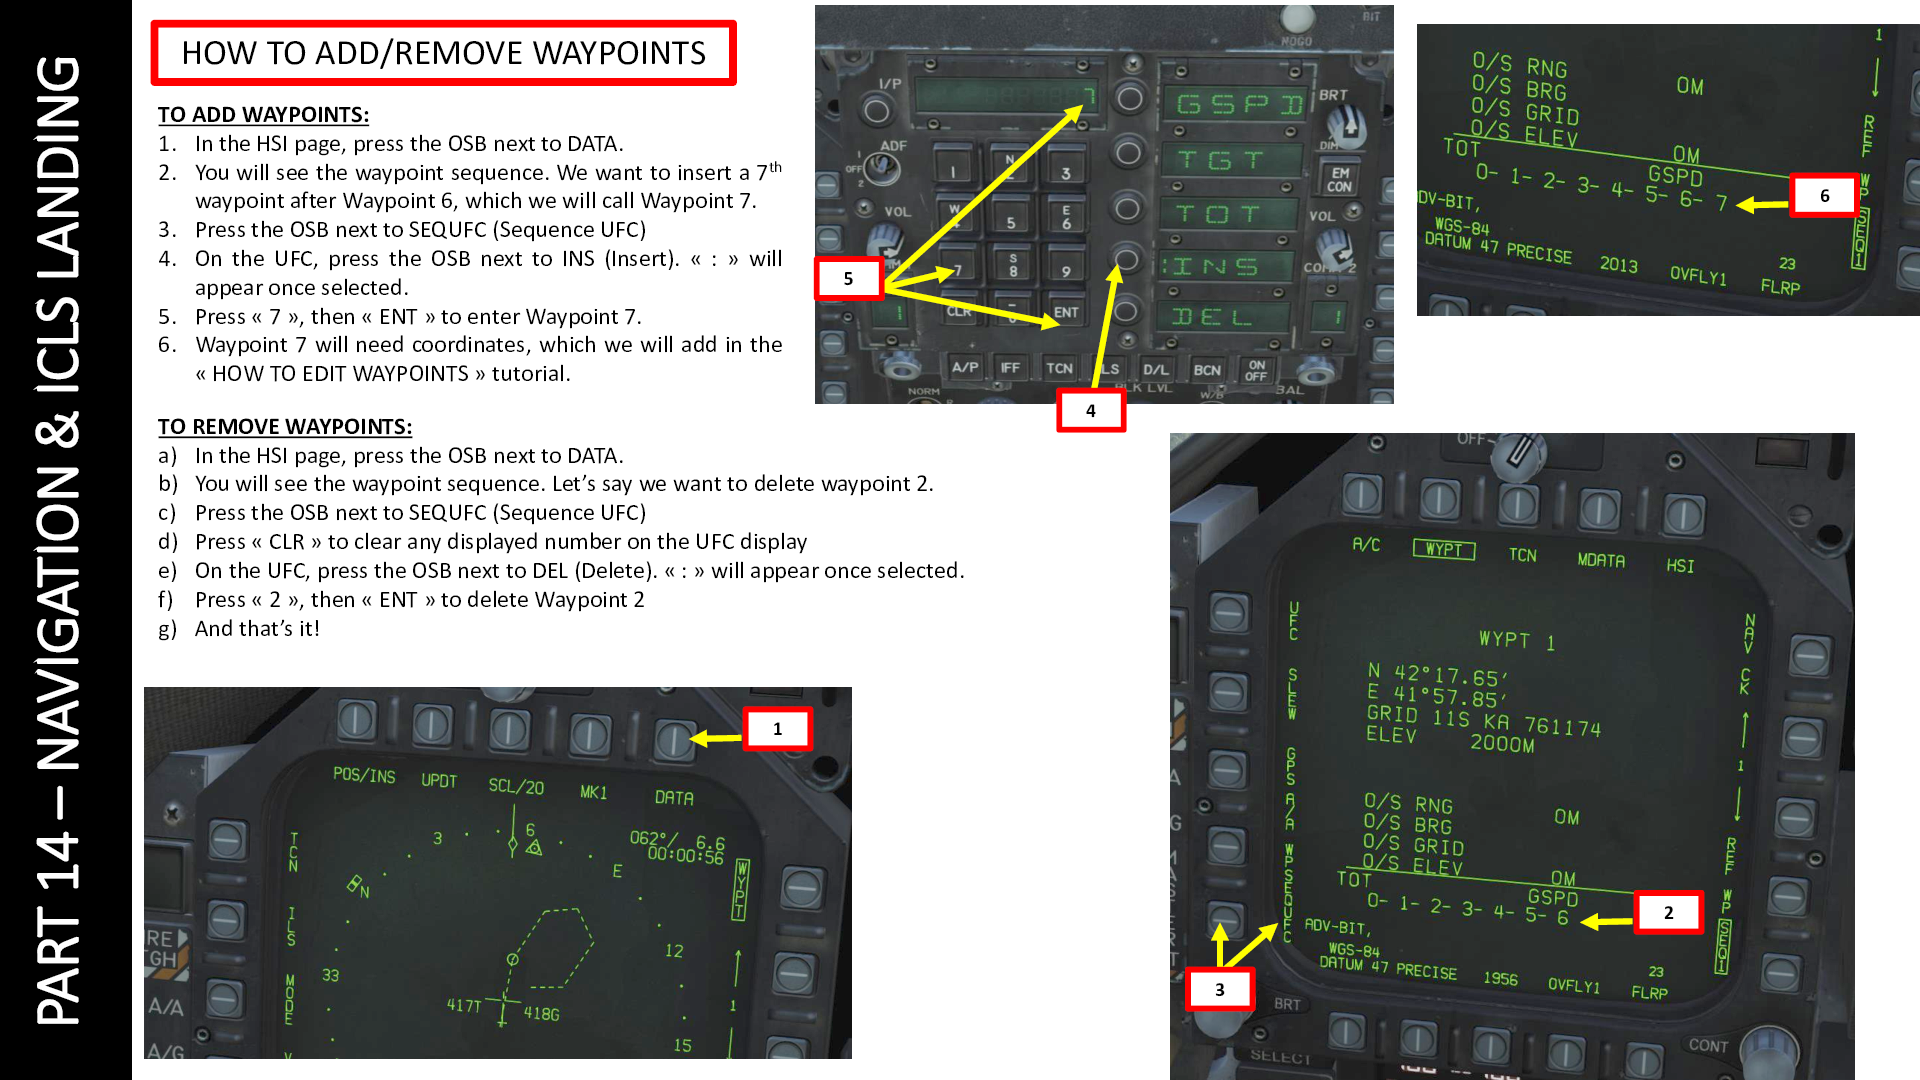 PART 14 – NAVIGATION & ICLS LANDING
HOW TO ADD/REMOVE WAYPOINTS
TO ADD WAYPOINTS:
1. In the HSI page, press the OSB next to DATA.
2. You will see the waypoint sequence. We want to insert a 7th
waypoint after Waypoint 6, which we will call Waypoint 7.
3. Press the OSB next to SEQUFC (Sequence UFC)
4. On the UFC, press the OSB next to INS (Insert). « : » will
appear once selected.
5. Press « 7 », then « ENT » to enter Waypoint 7.
6. Waypoint 7 will need coordinates, which we will add in the
« HOW TO EDIT WAYPOINTS » tutorial.
TO REMOVE WAYPOINTS:
a) In the HSI page, press the OSB next to DATA.
b) You will see the waypoint sequence. Let's say we want to delete waypoint 2.
c) Press the OSB next to SEQUFC (Sequence UFC)
d) Press « CLR » to clear any displayed number on the UFC display
e) On the UFC, press the OSB next to DEL (Delete). « : » will appear once selected.
f) Press « 2 », then « ENT » to delete Waypoint 2
g) And that's it!
BIT
NOGO
I/P
7
GSPD
BRT
ADF
1
OFF
2
N
1
3
TGT
DIM
EM
CON
VOL
W
5
E
6
TOT
VOL
7
S
8
9
:INS
COMM 2
CLR
ENT
1
DEL
1
A/P
IFF
TCN
ILS
D/L
BCN
ON
OFF
NORM
W/B
BAL
5
4
O/S RNG
O/S BRG
0M
O/S GRID
O/S ELEV
0M
TOT
GSPD
0- 1- 2- 3- 4- 5- 6- 7
ADV-BIT,
WGS-84
DATUM 47 PRECISE
2013
OVFLY1
23
FLRP
1
REF WP
SEQ1
6
POS/INS
UPDT
SCL/20
MK1
DATA
TCN
ILS
MODE
3
6
062°/ 6.6
00:00:56
WYPT
N
E
12
33
15
417T
418G
1
A/A
A/G
1
OFF
A/C
WYPT
TCN
MDATA
HSI
UFC
SLEW
GPS
A/A WP
SEQUFC
NAV CK
1
REF WP
SEQ1
WYPT 1
N 42°17.65′
E 41°57.85′
GRID 11S KA 761174
ELEV 2000M
O/S RNG
O/S BRG
0M
O/S GRID
O/S ELEV
0M
TOT
GSPD
0- 1- 2- 3- 4- 5- 6
ADV-BIT,
WGS-84
DATUM 47 PRECISE
1956
OVFLY1
23
FLRP
2
3
BRT
SELECT
CONT